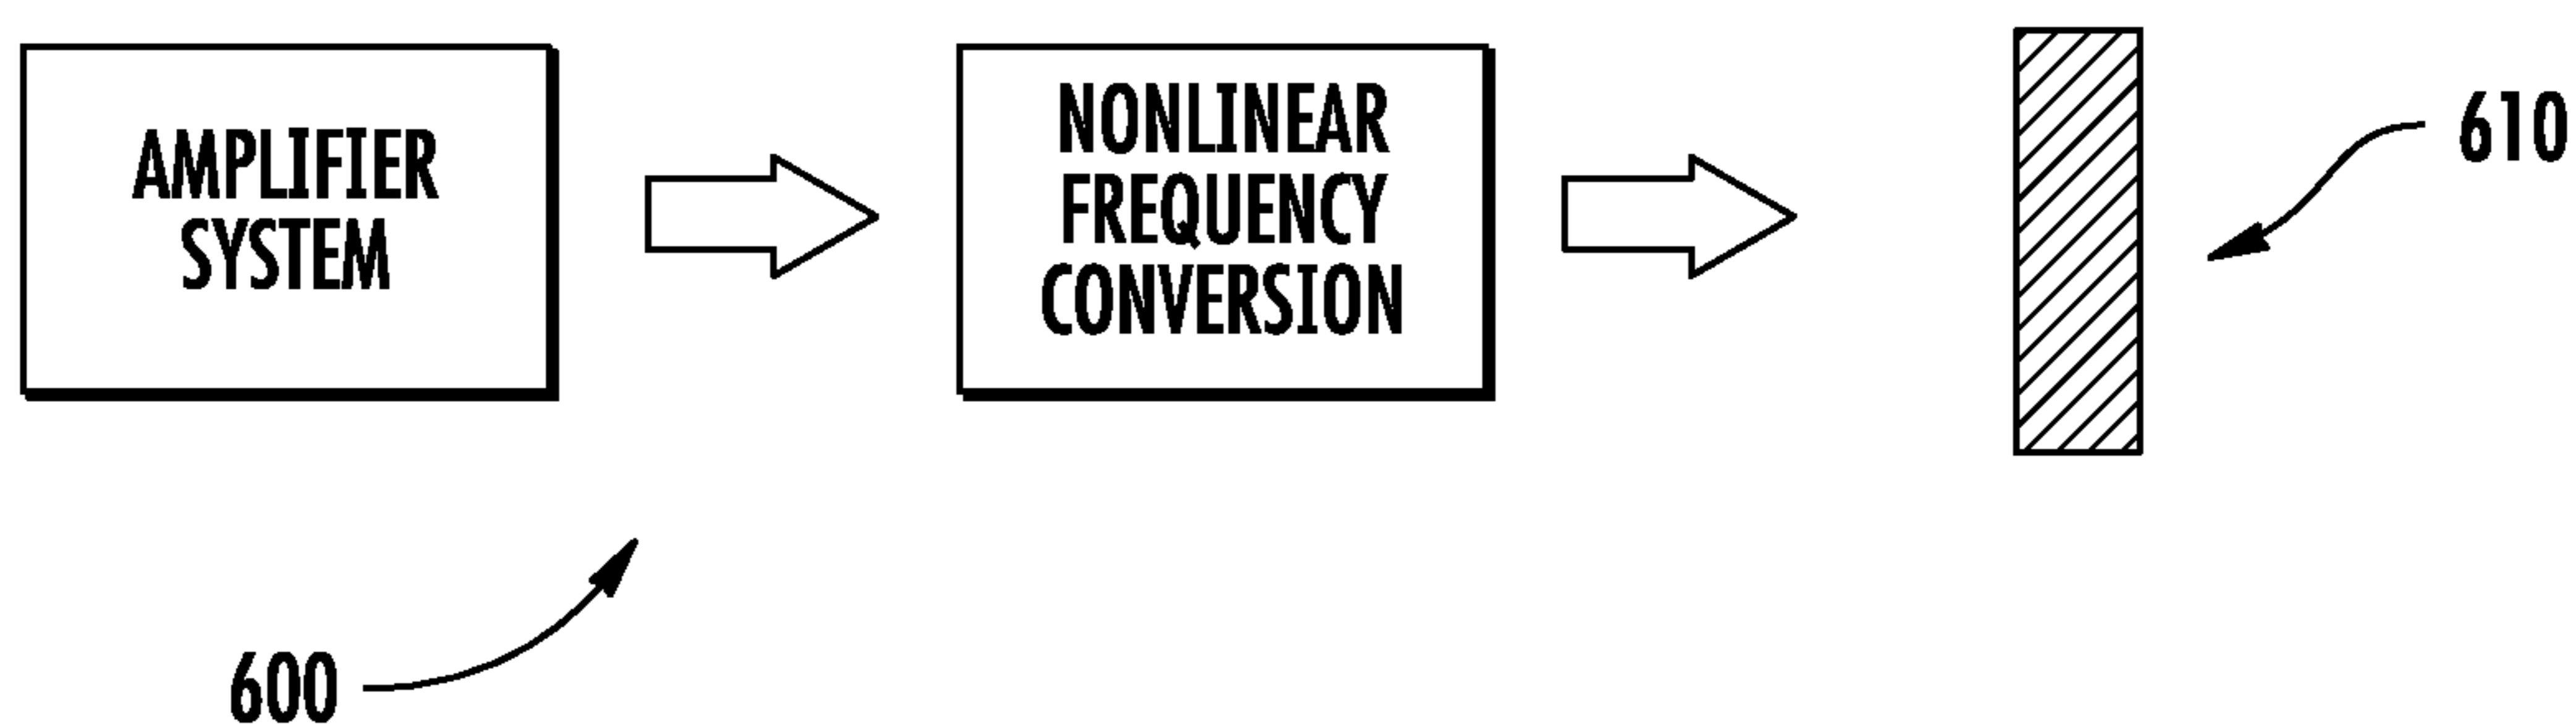 AMPLIFIER
SYSTEM
NONLINEAR
FREQUENCY
CONVERSION
610
600